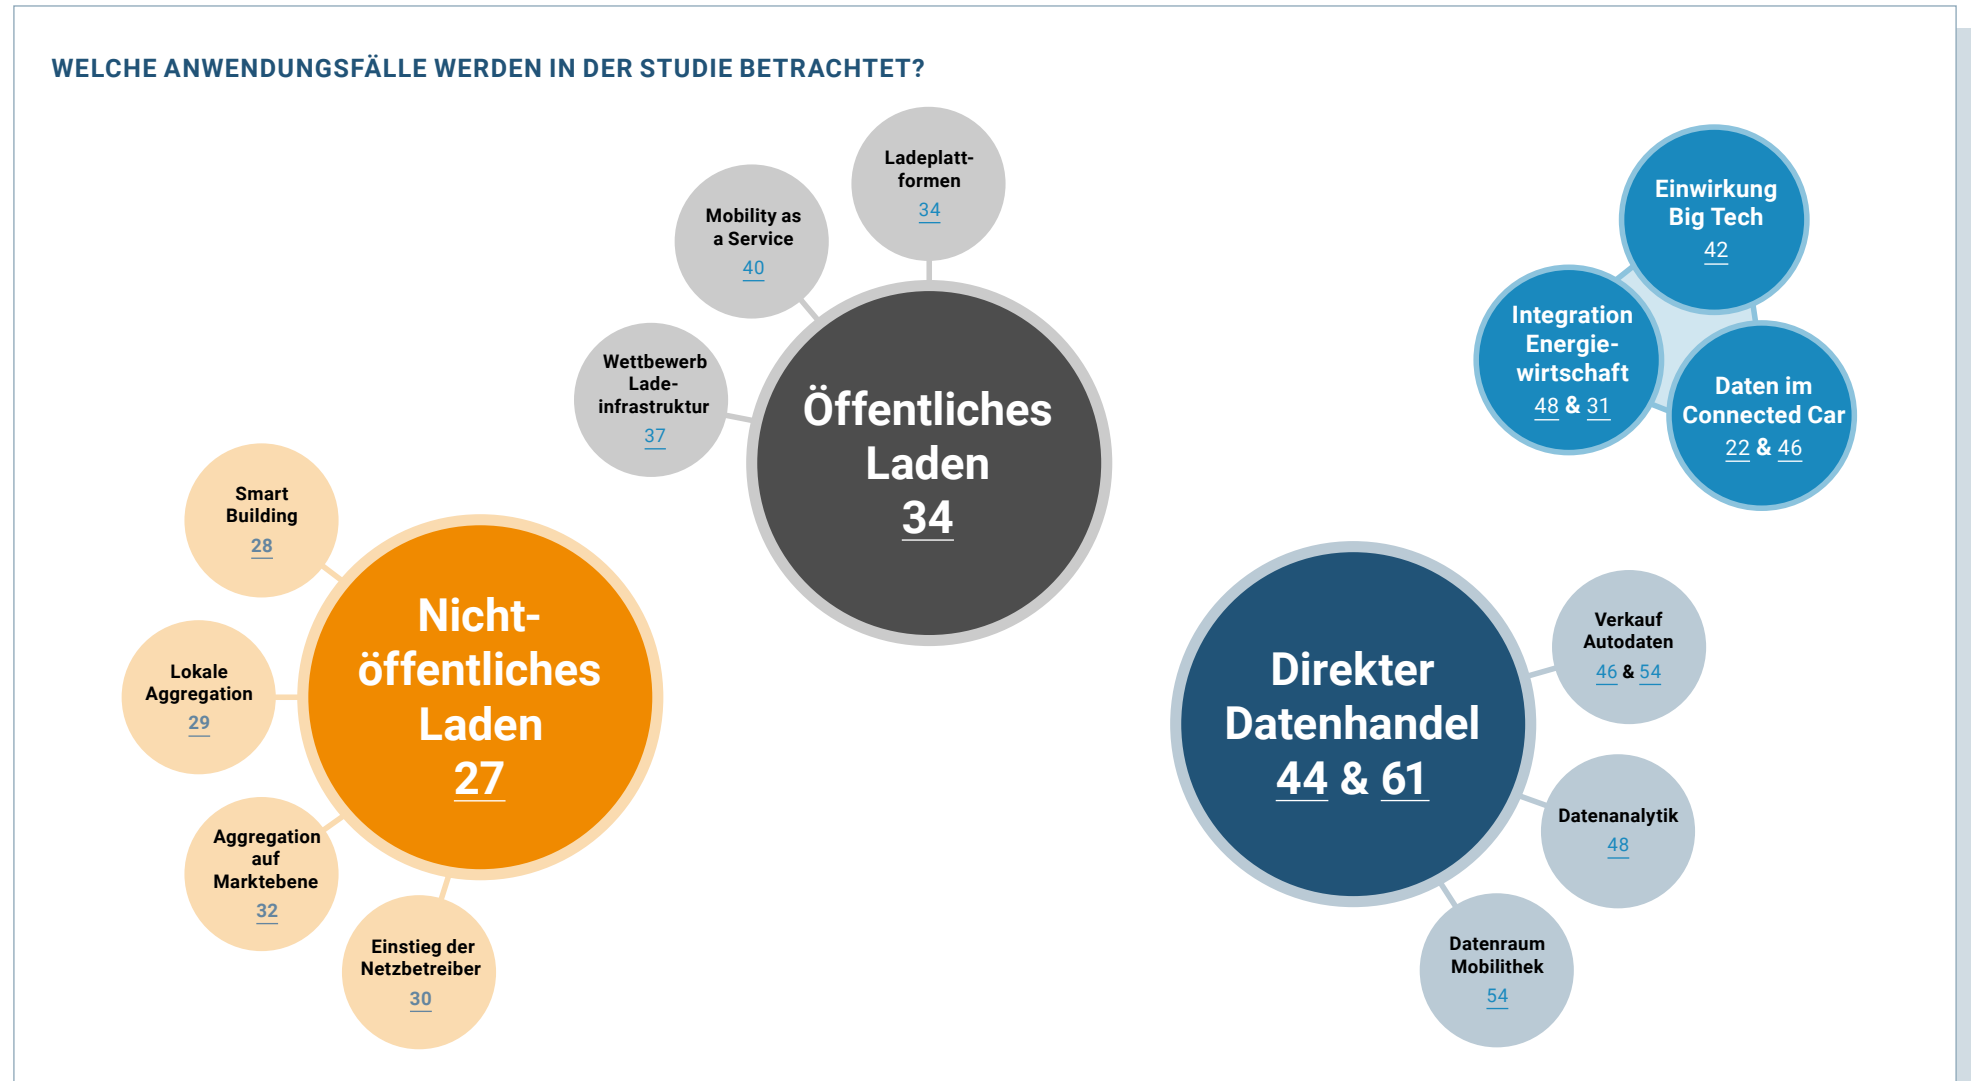 WELCHE ANWENDUNGSFÄLLE WERDEN IN DER STUDIE BETRACHTET?
Ladeplatt-
formen
34
Mobility as
a Service
40
Wettbewerb
Lade-
infrastruktur
37
Öffentliches
Laden
34
Einwirkung
Big Tech
42
Integration
Energie-
wirtschaft
48 & 31
Daten im
Connected Car
22 & 46
Smart
Building
28
Lokale
Aggregation
29
Aggregation
auf
Marktebene
32
Einstieg der
Netzbetreiber
30
Nicht-
öffentliches
Laden
27
Direkter
Datenhandel
44 & 61
Verkauf
Autodaten
46 & 54
Datenanalytik
48
Datenraum
Mobilithek
54